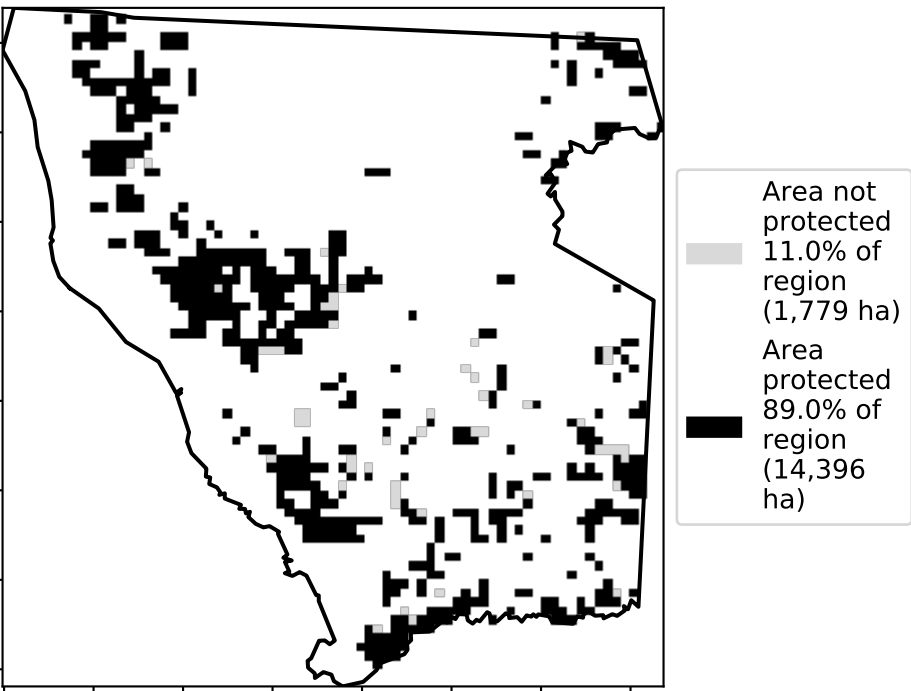 Area not
protected
11.0% of
region
(1,779 ha)
Area
protected
89.0% of
region
(14,396
ha)